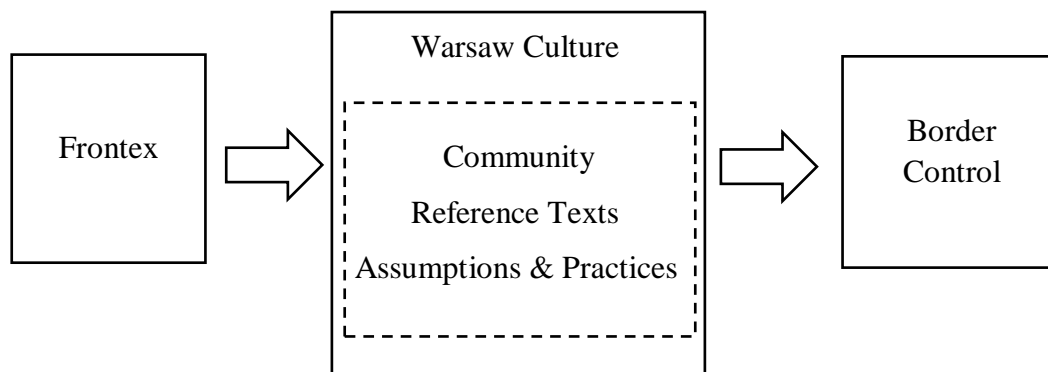 Frontex
Warsaw Culture
Community
Reference Texts
Assumptions & Practices
Border
Control